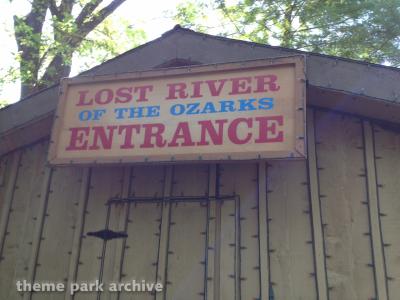 LOST RIVER
OF THE OZARKS
ENTRANCE
theme park archive